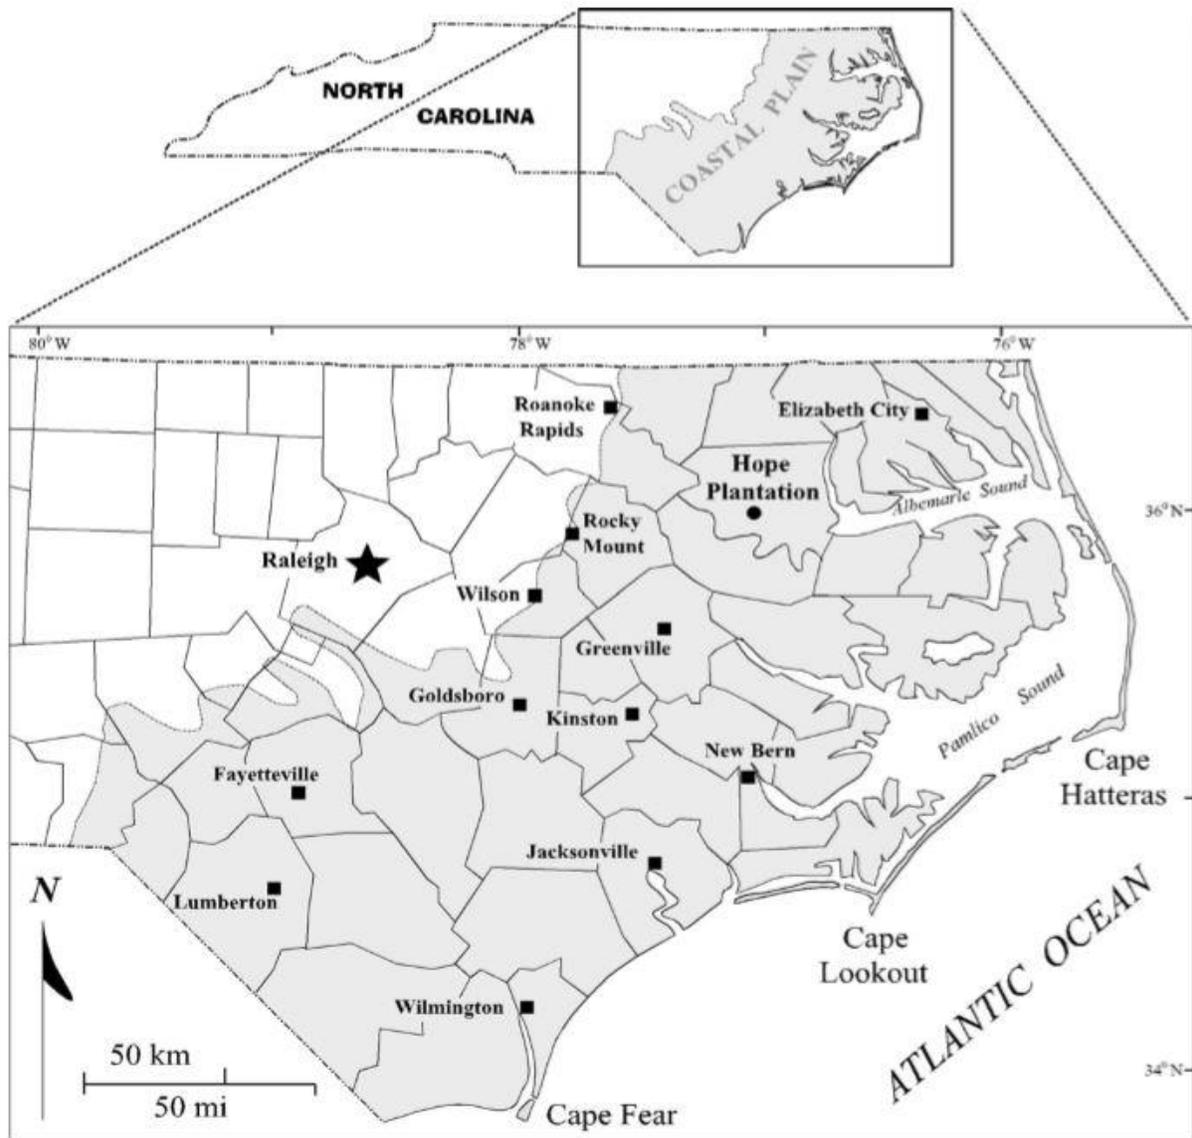 NORTH
CAROLINA
COASTAL PLAIN
80° W
78° W
76° W
Roanoke
Rapids
Elizabeth City
Hope
Plantation
Albemarle Sound
36° N
Rocky
Mount
Raleigh
Wilson
Greenville
Goldsboro
Kinston
Pamlico Sound
New Bern
Cape
Hatteras
Fayetteville
Jacksonville
N
Lumberton
Cape
Lookout
ATLANTIC OCEAN
Wilmington
50 km
50 mi
34° N
Cape Fear